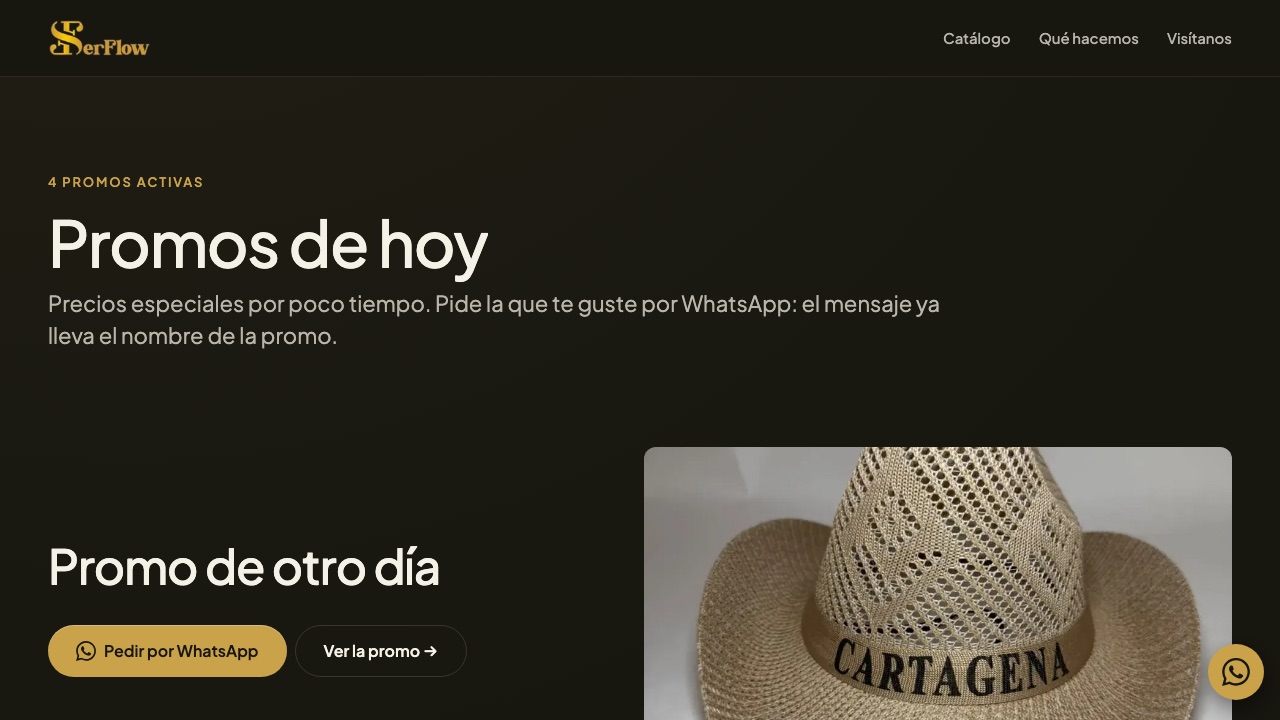 SerFlow
Catálogo
Qué hacemos
Visítanos
4 PROMOS ACTIVAS
Promos de hoy
Precios especiales por poco tiempo. Pide la que te guste por WhatsApp: el mensaje ya
lleva el nombre de la promo.
Promo de otro día
Pedir por WhatsApp
Ver la promo →
CARTAGENA